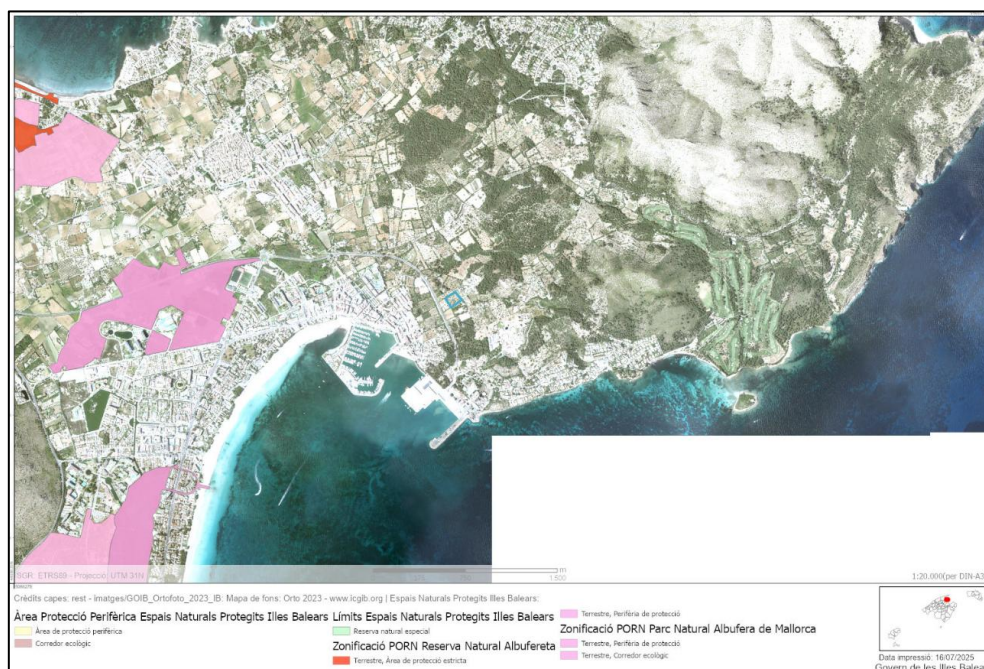 SGR: ETRS89 - Projecció: UTM 31N
m
1:500
1:20.000(per DIN-A3
Crèdits capes: rest - imatges/GOIB_Ortofoto_2023_IB: Mapa de fons: Orto 2023 - www.icgib.org | Espais Naturals Protegits Illes Balears:
Àrea Protecció Perifèrica Espais Naturals Protegits Illes Balears
Àrea de protecció perifèrica
Corredor ecològic
Límits Espais Naturals Protegits Illes Balears
Reserva natural especial
Zonificació PORN Reserva Natural Albufereta
Terrestre, Àrea de protecció estricta
Terrestre, Perifèria de protecció
Zonificació PORN Parc Natural Albufera de Mallorca
Terrestre, Perifèria de protecció
Terrestre, Corredor ecològic
Data impressió: 16/07/2025
Govern de les Illes Balea